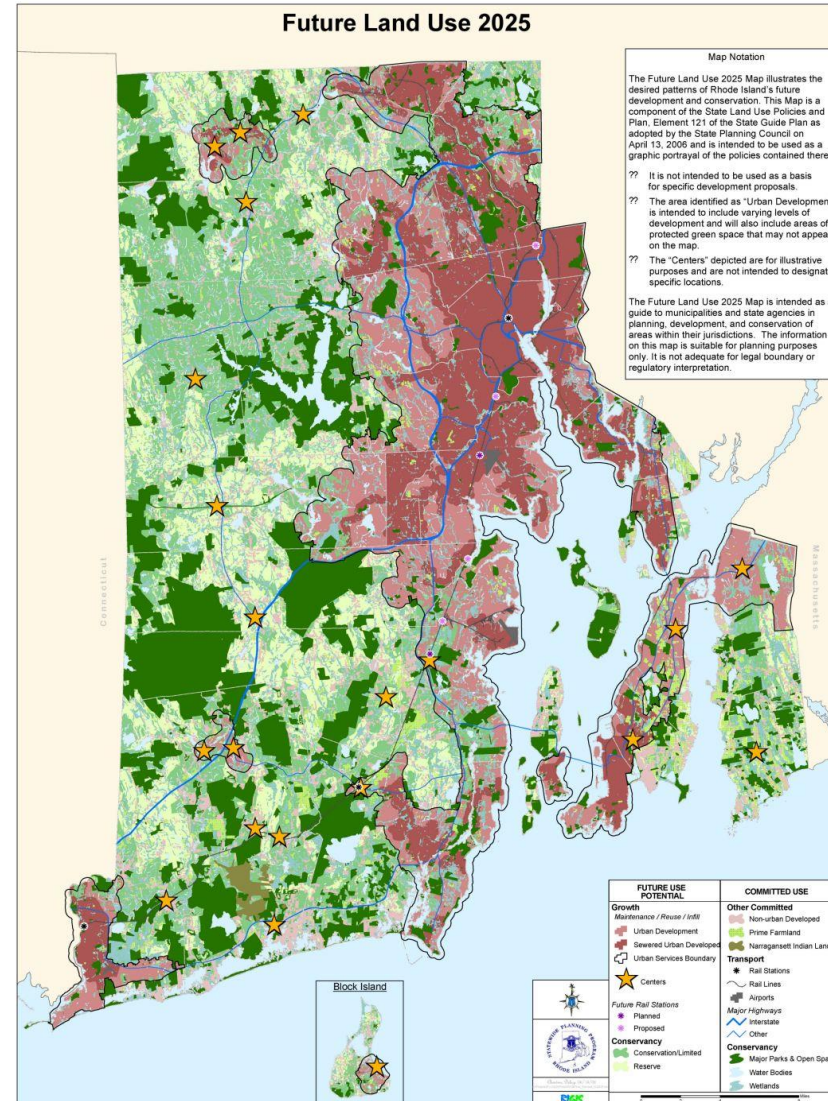 Future Land Use 2025
Map Notation
The Future Land Use 2025 Map illustrates the
desired patterns of Rhode Island's future
development and conservation. This Map is a
component of the State Land Use Policies and
Plan, Element 121 of the State Guide Plan as
adopted by the State Planning Council on
April 13, 2006 and is intended to be used as a
graphic portrayal of the policies contained there
?? It is not intended to be used as a basis
for specific development proposals.
?? The area identified as "Urban Developmen
is intended to include varying levels of
development and will also include areas of
protected green space that may not appea
on the map.
?? The "Centers" depicted are for illustrative
purposes and are not intended to designat
specific locations.
The Future Land Use 2025 Map is intended as
guide to municipalities and state agencies in
planning, development, and conservation of
areas within their jurisdictions. The information
on this map is suitable for planning purposes
only. It is not adequate for legal boundary or
regulatory interpretation.
Connecticut
Massachusetts
Block Island
STATEWIDE PLANNING PROGRAM
RHODE ISLAND
FUTURE USE
POTENTIAL
Growth
Maintenance / Reuse / Infill
Urban Development
Sewered Urban Developed
Urban Services Boundary
Centers
Future Rail Stations
Planned
Proposed
Conservancy
Conservation/Limited
Reserve
COMMITTED USE
Other Committed
Non-urban Developed
Prime Farmland
Narragansett Indian Lan
Transport
Rail Stations
Rail Lines
Airports
Major Highways
Interstate
Other
Conservancy
Major Parks & Open Spa
Water Bodies
Wetlands
Miles